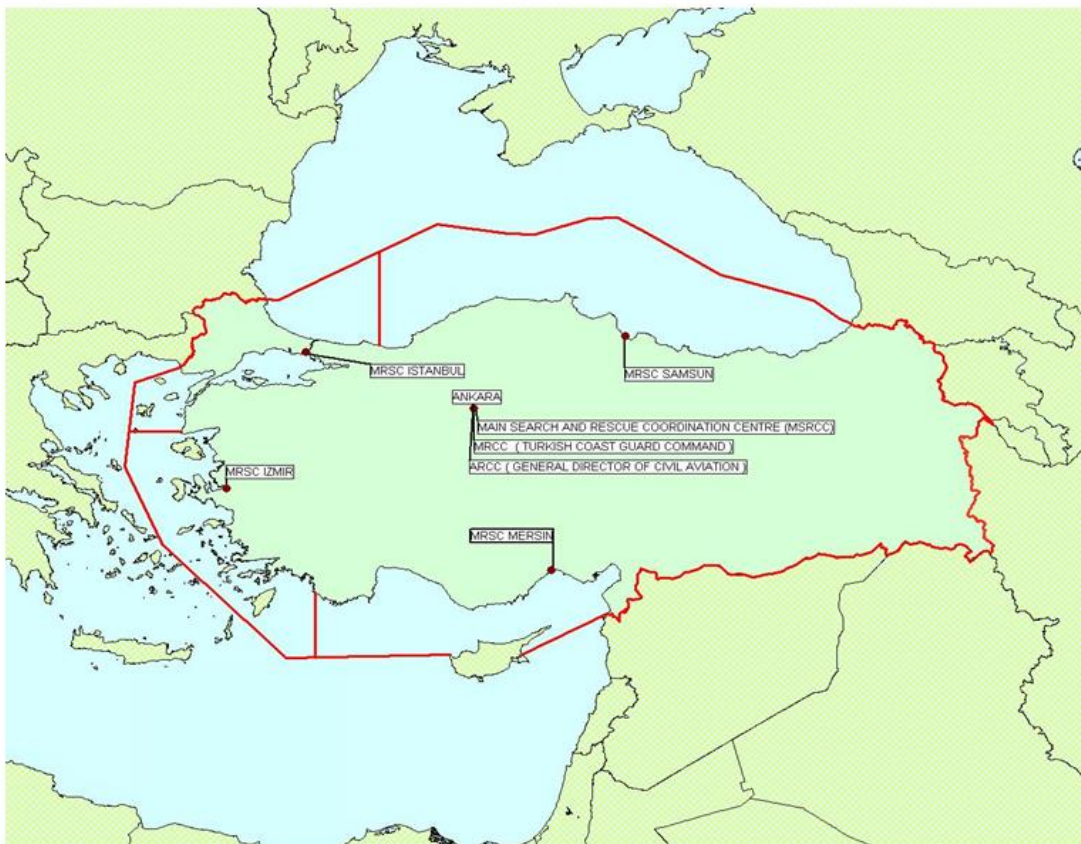 MRSC ISTANBUL
MRSC SAMSUN
ANKARA
MAIN SEARCH AND RESCUE COORDINATION CENTRE (MSRCC)
MRCC ( TURKISH COAST GUARD COMMAND )
ARCC ( GENERAL DIRECTOR OF CIVIL AVIATION )
MRSC IZMIR
MRSC MERSIN